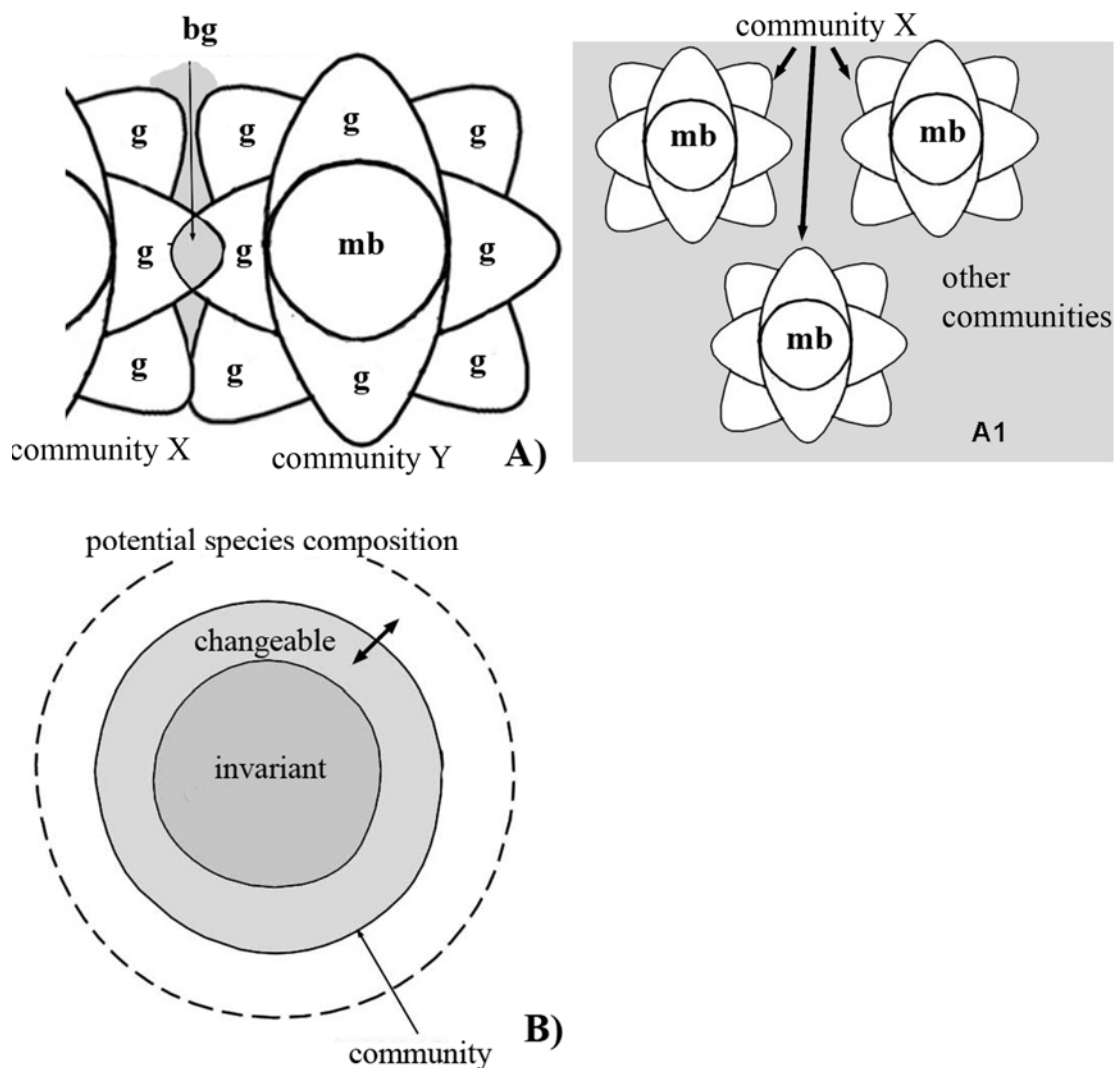 bg
g
g
g
g
g
g
mb
g
g
g
g
g
community X
community Y
A)
community X
mb
mb
mb
other
communities
A1
potential species composition
changeable
invariant
community
B)